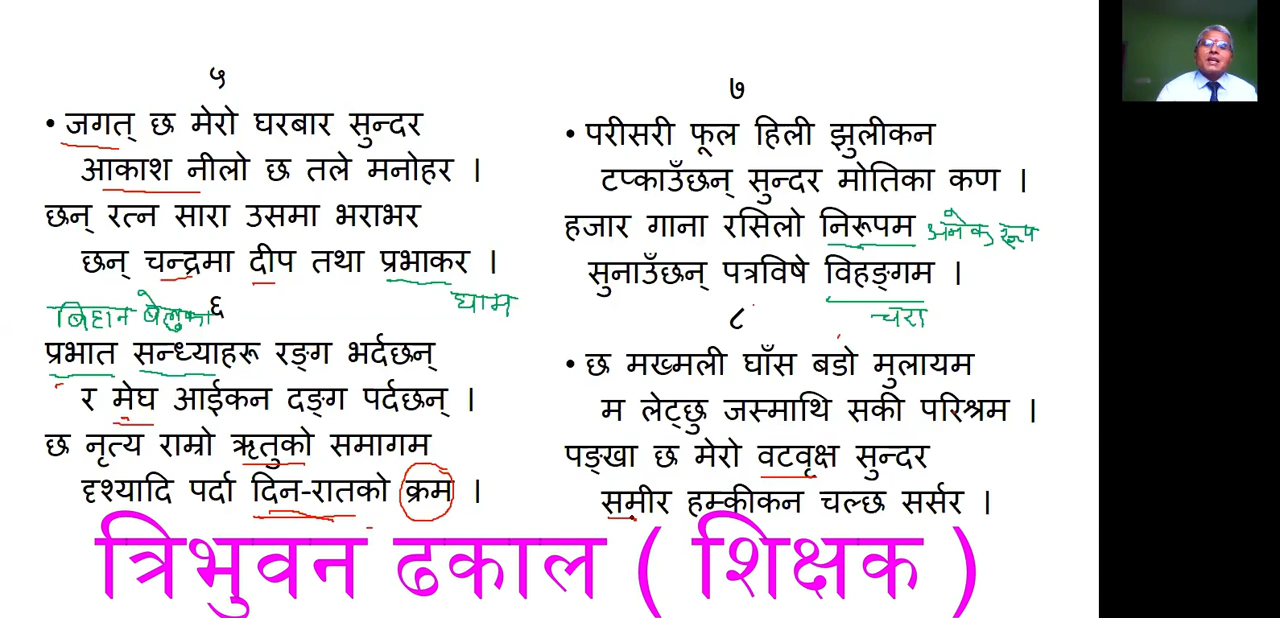 ५
• जगत् छ मेरो घरबार सुन्दर
आकाश नीलो छ तले मनोहर ।
छन् रत्न सारा उसमा भराभर
छन् चन्द्रमा दीप तथा प्रभाकर ।
घाम
बिहान बेलुका
६
प्रभात सन्ध्याहरू रङ्ग भर्दछन्
र मेघ आईकन दङ्ग पर्दछन् ।
छ नृत्य राम्रो ऋतुको समागम
दृश्यादि पर्दा दिन-रातको क्रम ।
७
• परीसरी फूल हिली झुलीकन
टप्काउँछन् सुन्दर मोतिका कण ।
हजार गाना रसिलो निरूपम अनेक रूप
सुनाउँछन् पत्रविषे विहङ्गम ।
चरा
८
• छ मख्मली घाँस बडो मुलायम
म लेट्छु जस्माथि सकी परिश्रम ।
पङ्खा छ मेरो वटवृक्ष सुन्दर
समीर हम्कीकन चल्छ सर्सर ।
त्रिभुवन ढकाल ( शिक्षक )